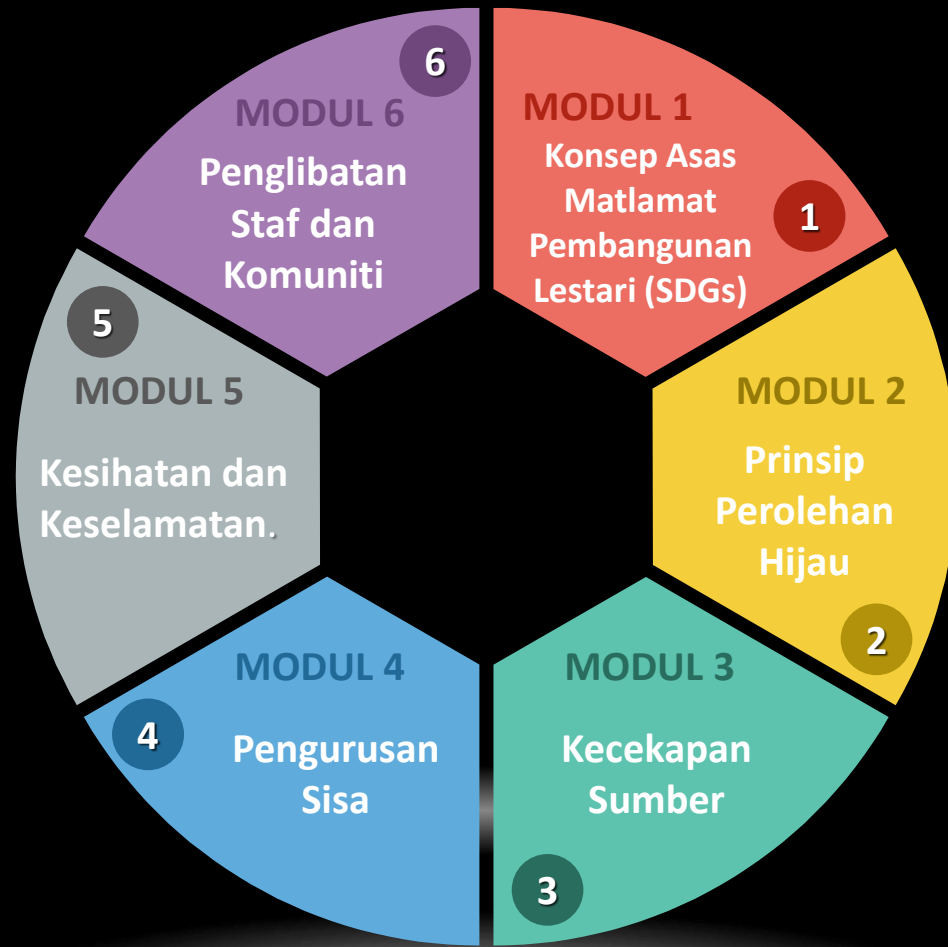 1
MODUL 1
Konsep Asas
Matlamat
Pembangunan
Lestari (SDGs)
MODUL 2
Prinsip
Perolehan
Hijau
2
MODUL 3
Kecekapan
Sumber
3
MODUL 4
4
Pengurusan
Sisa
5
MODUL 5
Kesihatan dan
Keselamatan.
6
MODUL 6
Penglibatan
Staf dan
Komuniti